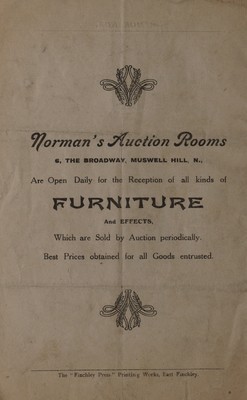 Norman's Auction Rooms
6, THE BROADWAY, MUSWELL HILL, N.,
Are Open Daily for the Reception of all kinds of
FURNITURE
And EFFECTS,
Which are Sold by Auction periodically.
Best Prices obtained for all Goods entrusted.
The "Finchley Press" Printing Works, East Finchley.